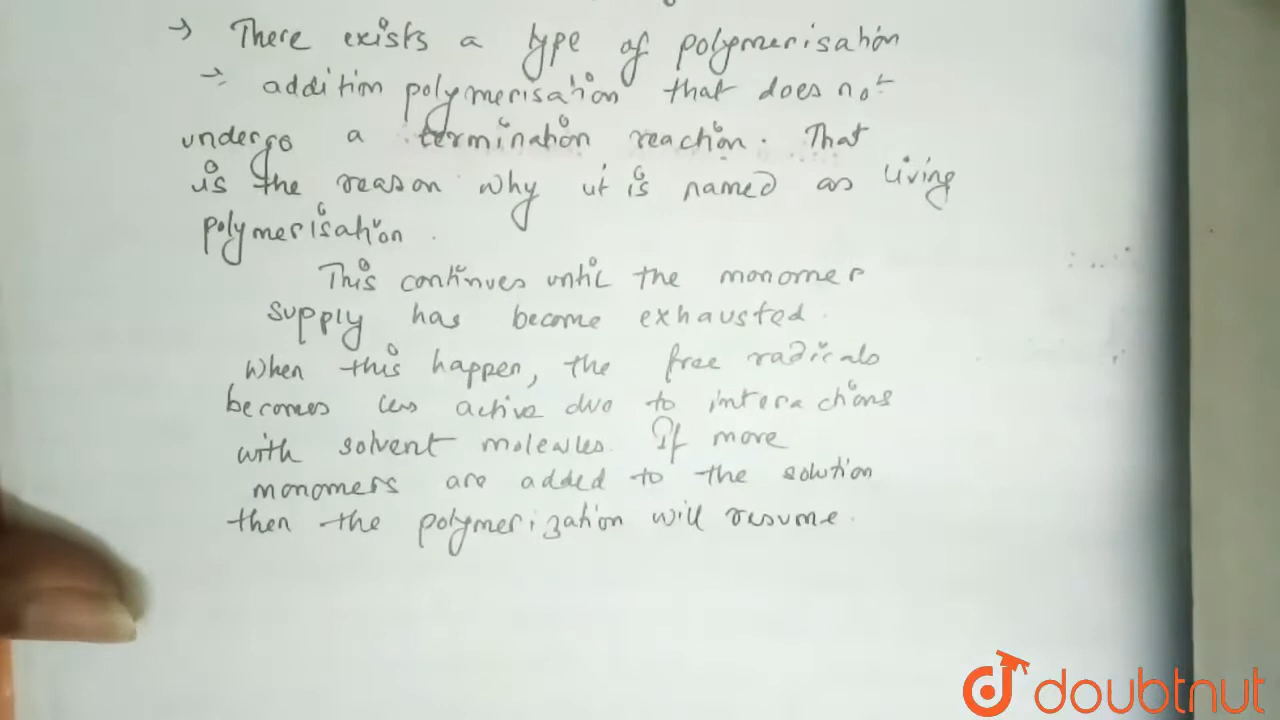 → There exists a type of polymerisation
→ addition polymerisation that does not
undergo a termination reaction. That
is the reason why it is named as living
polymerisation.
This continues until the monomer
supply has become exhausted.
When this happen, the free radicals
becomes less active due to interactions
with solvent molecules. If more
monomers are added to the solution
then the polymerization will resume.
doubtnut